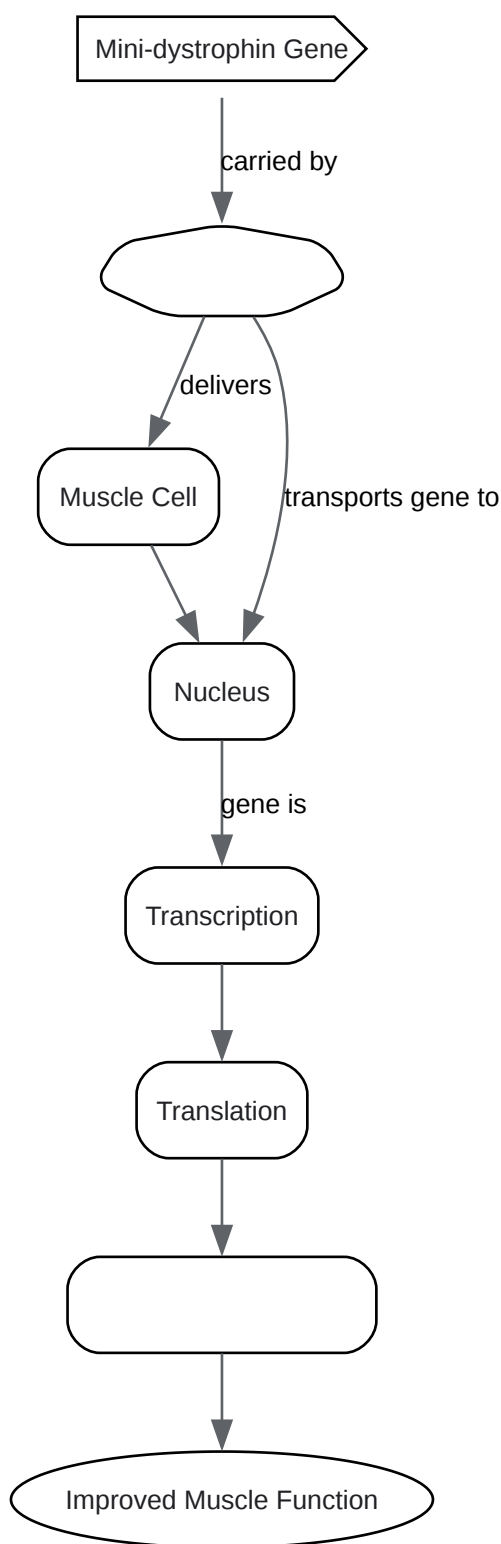 Mini-dystrophin Gene
carried by
delivers
Muscle Cell
transports gene to
Nucleus
gene is
Transcription
Translation
Improved Muscle Function